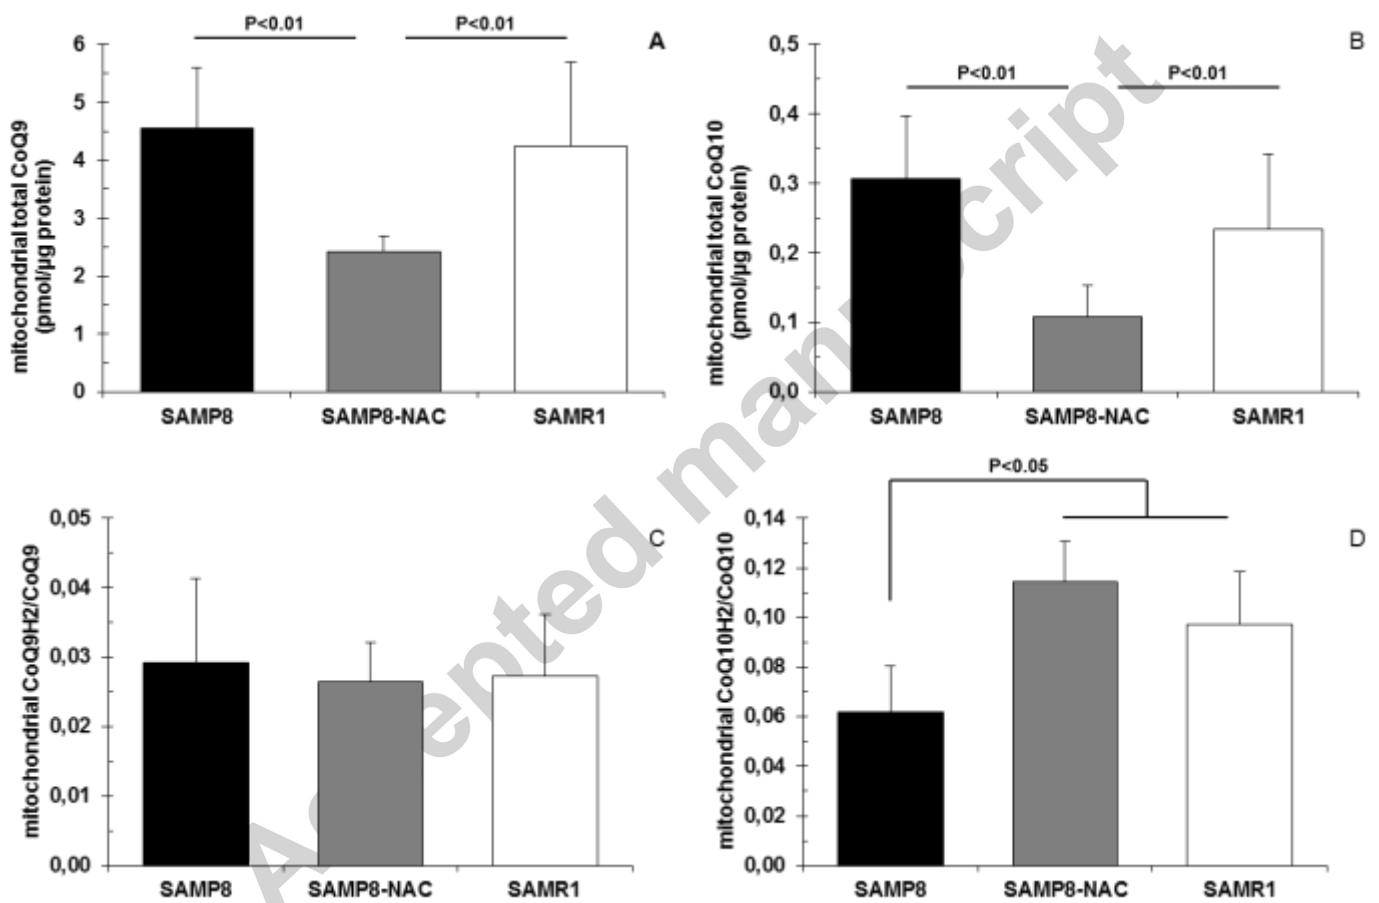 P<0.01 P<0.01
A
6
5
4
3
2
1
0
mitochondrial total CoQ9
(pmol/µg protein)
SAMP8 SAMP8-NAC SAMR1
B
0,5
0,4
0,3
0,2
0,1
0,0
P<0.01 P<0.01
mitochondrial total CoQ10
(pmol/µg protein)
SAMP8 SAMP8-NAC SAMR1
C
0,05
0,04
0,03
0,02
0,01
0,00
mitochondrial CoQ9H2/CoQ9
SAMP8 SAMP8-NAC SAMR1
P<0.05
D
0,14
0,12
0,10
0,08
0,06
0,04
0,02
0,00
mitochondrial CoQ10H2/CoQ10
SAMP8 SAMP8-NAC SAMR1
Accepted manuscript